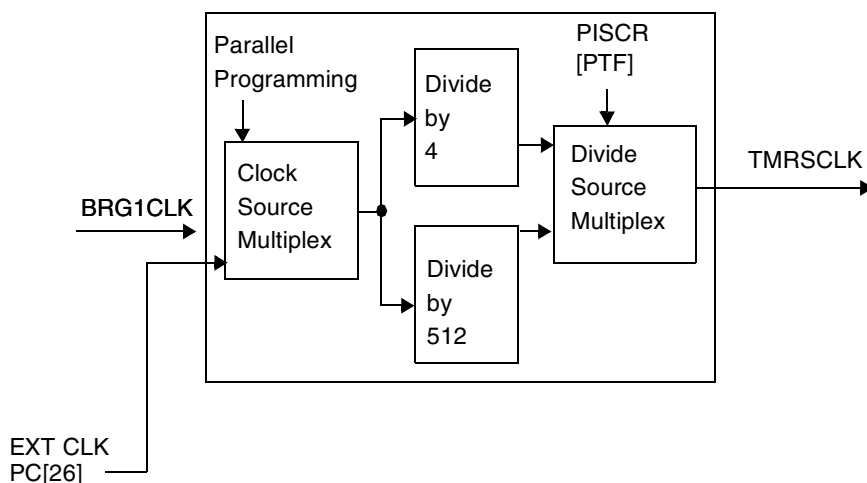 Parallel
Programming
PISCR
[PTF]
Divide
by
4
Clock
Source
Multiplex
Divide
Source
Multiplex
TMRSCLK
BRG1CLK
Divide
by
512
EXT CLK
PC[26]